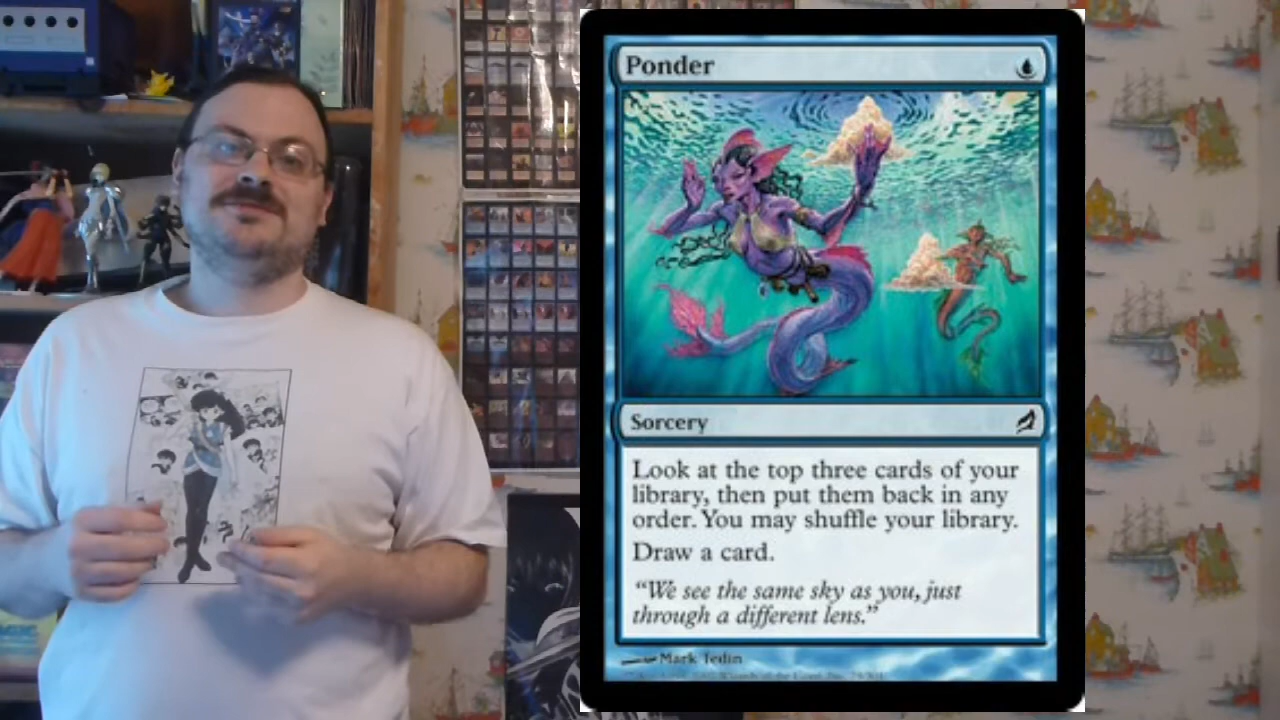 Ponder
Sorcery
Look at the top three cards of your
library, then put them back in any
order. You may shuffle your library.
Draw a card.
“We see the same sky as you, just
through a different lens.”
Mark Tedin